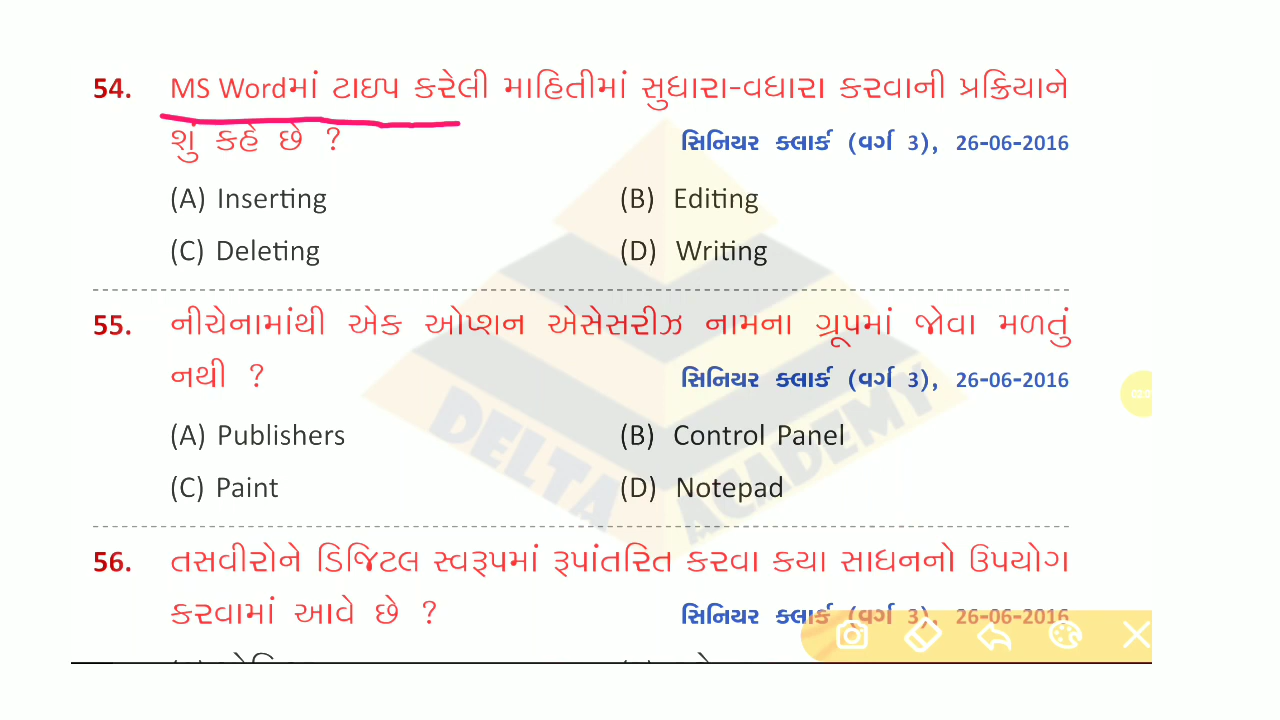 54. MS Wordમાં ટાઇપ કરેલી માહિતીમાં સુધારા-વધારા કરવાની પ્રક્રિયાને
શું કહે છે ? સિનિયર ક્લાર્ક (વર્ગ 3), 26-06-2016
(A) Inserting (B) Editing
(C) Deleting (D) Writing
55. નીચેનામાંથી એક ઓપ્શન એસેસરીઝ નામના ગ્રૂપમાં જોવા મળતું
નથી ? સિનિયર ક્લાર્ક (વર્ગ 3), 26-06-2016
(A) Publishers (B) Control Panel
(C) Paint (D) Notepad
56. તસવીરોને ડિજિટલ સ્વરૂપમાં રૂપાંતરિત કરવા કયા સાધનનો ઉપયોગ
કરવામાં આવે છે ? સિનિયર ક્લાર્ક (વર્ગ 3), 26-06-2016
DELTA ACADEMY